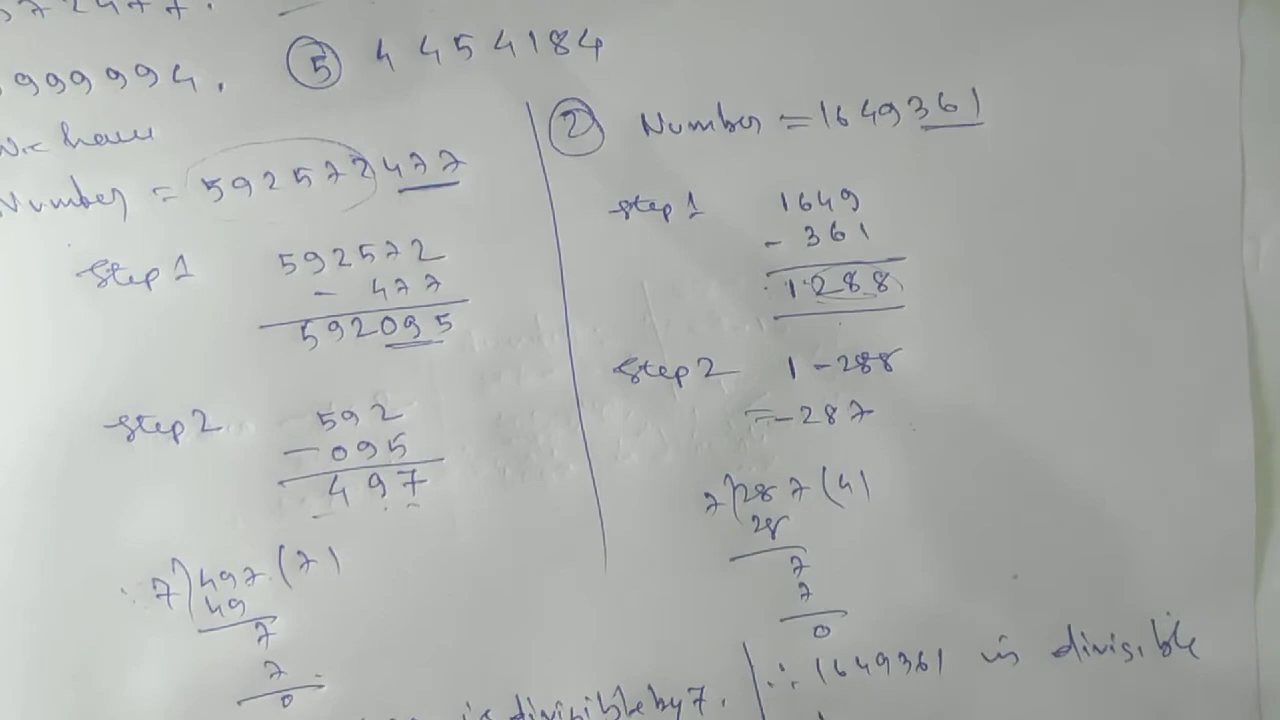 999994. ⑤ 4454184
We have
Number = 592572477
Step 1 592572
- 477
592095
Step 2 592
- 095
497
7)497(71
49
7
7
0
is divisible by 7.
② Number = 1649361
Step 1 1649
- 361
1288
Step 2 1 - 288
= - 287
7)287(41
28
7
7
0
∴ 1649361 is divisible